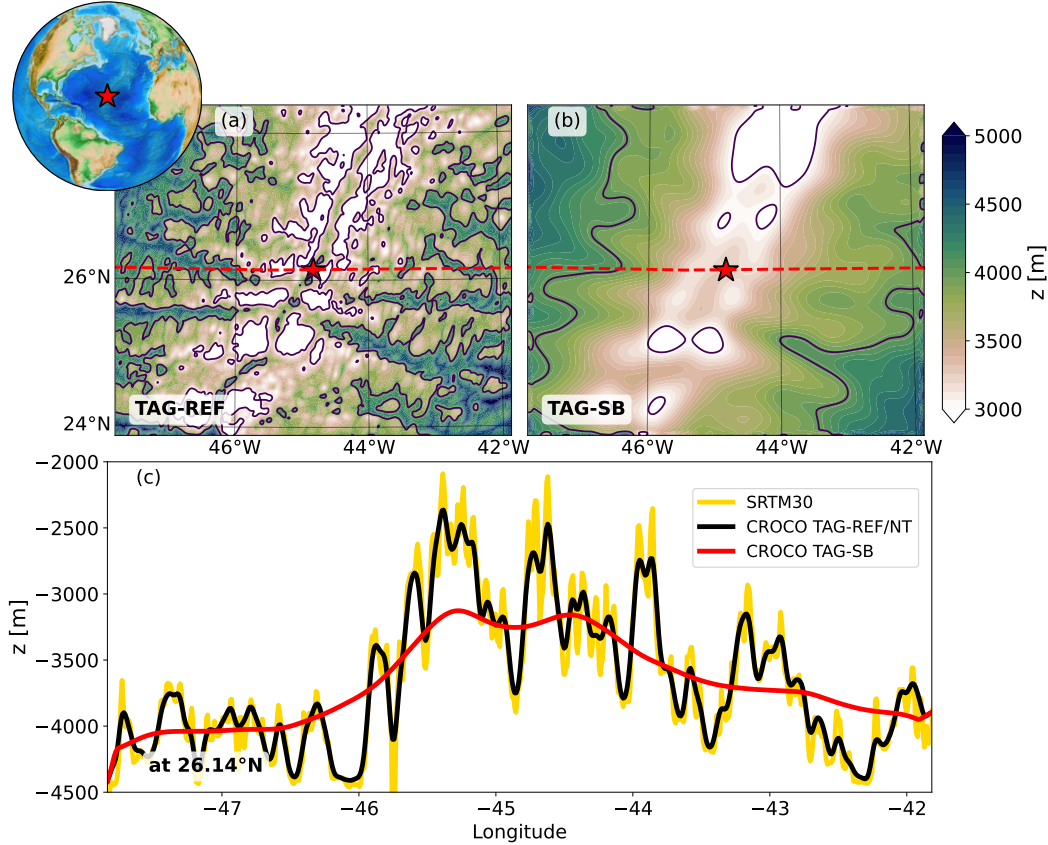 (a)
(b)
TAG-REF
TAG-SB
26°N
24°N
46°W
44°W
42°W
46°W
44°W
42°W
5000
4500
4000
3500
3000
z [m]
(c)
−2000
−2500
−3000
−3500
−4000
−4500
z [m]
SRTM30
CROCO TAG-REF/NT
CROCO TAG-SB
at 26.14°N
−47
−46
−45
−44
−43
−42
Longitude